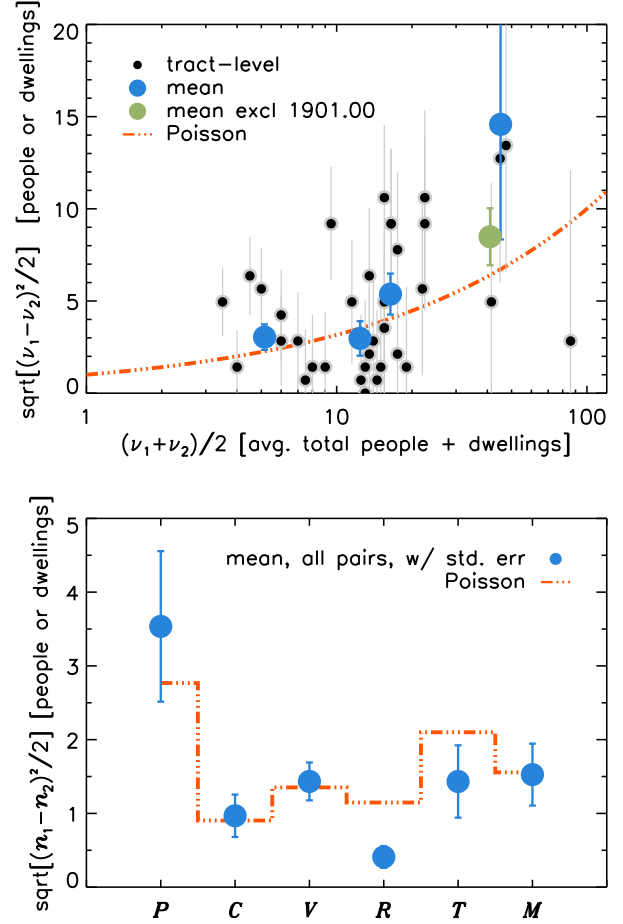 sqrt[(ν₁−ν₂)²/2] [people or dwellings]
20
15
10
5
0
tract−level
mean
mean excl 1901.00
Poisson
1
10
100
(ν₁+ν₂)/2 [avg. total people + dwellings]
sqrt[(n₁−n₂)²/2] [people or dwellings]
5
4
3
2
1
0
mean, all pairs, w/ std. err
Poisson
P C V R T M